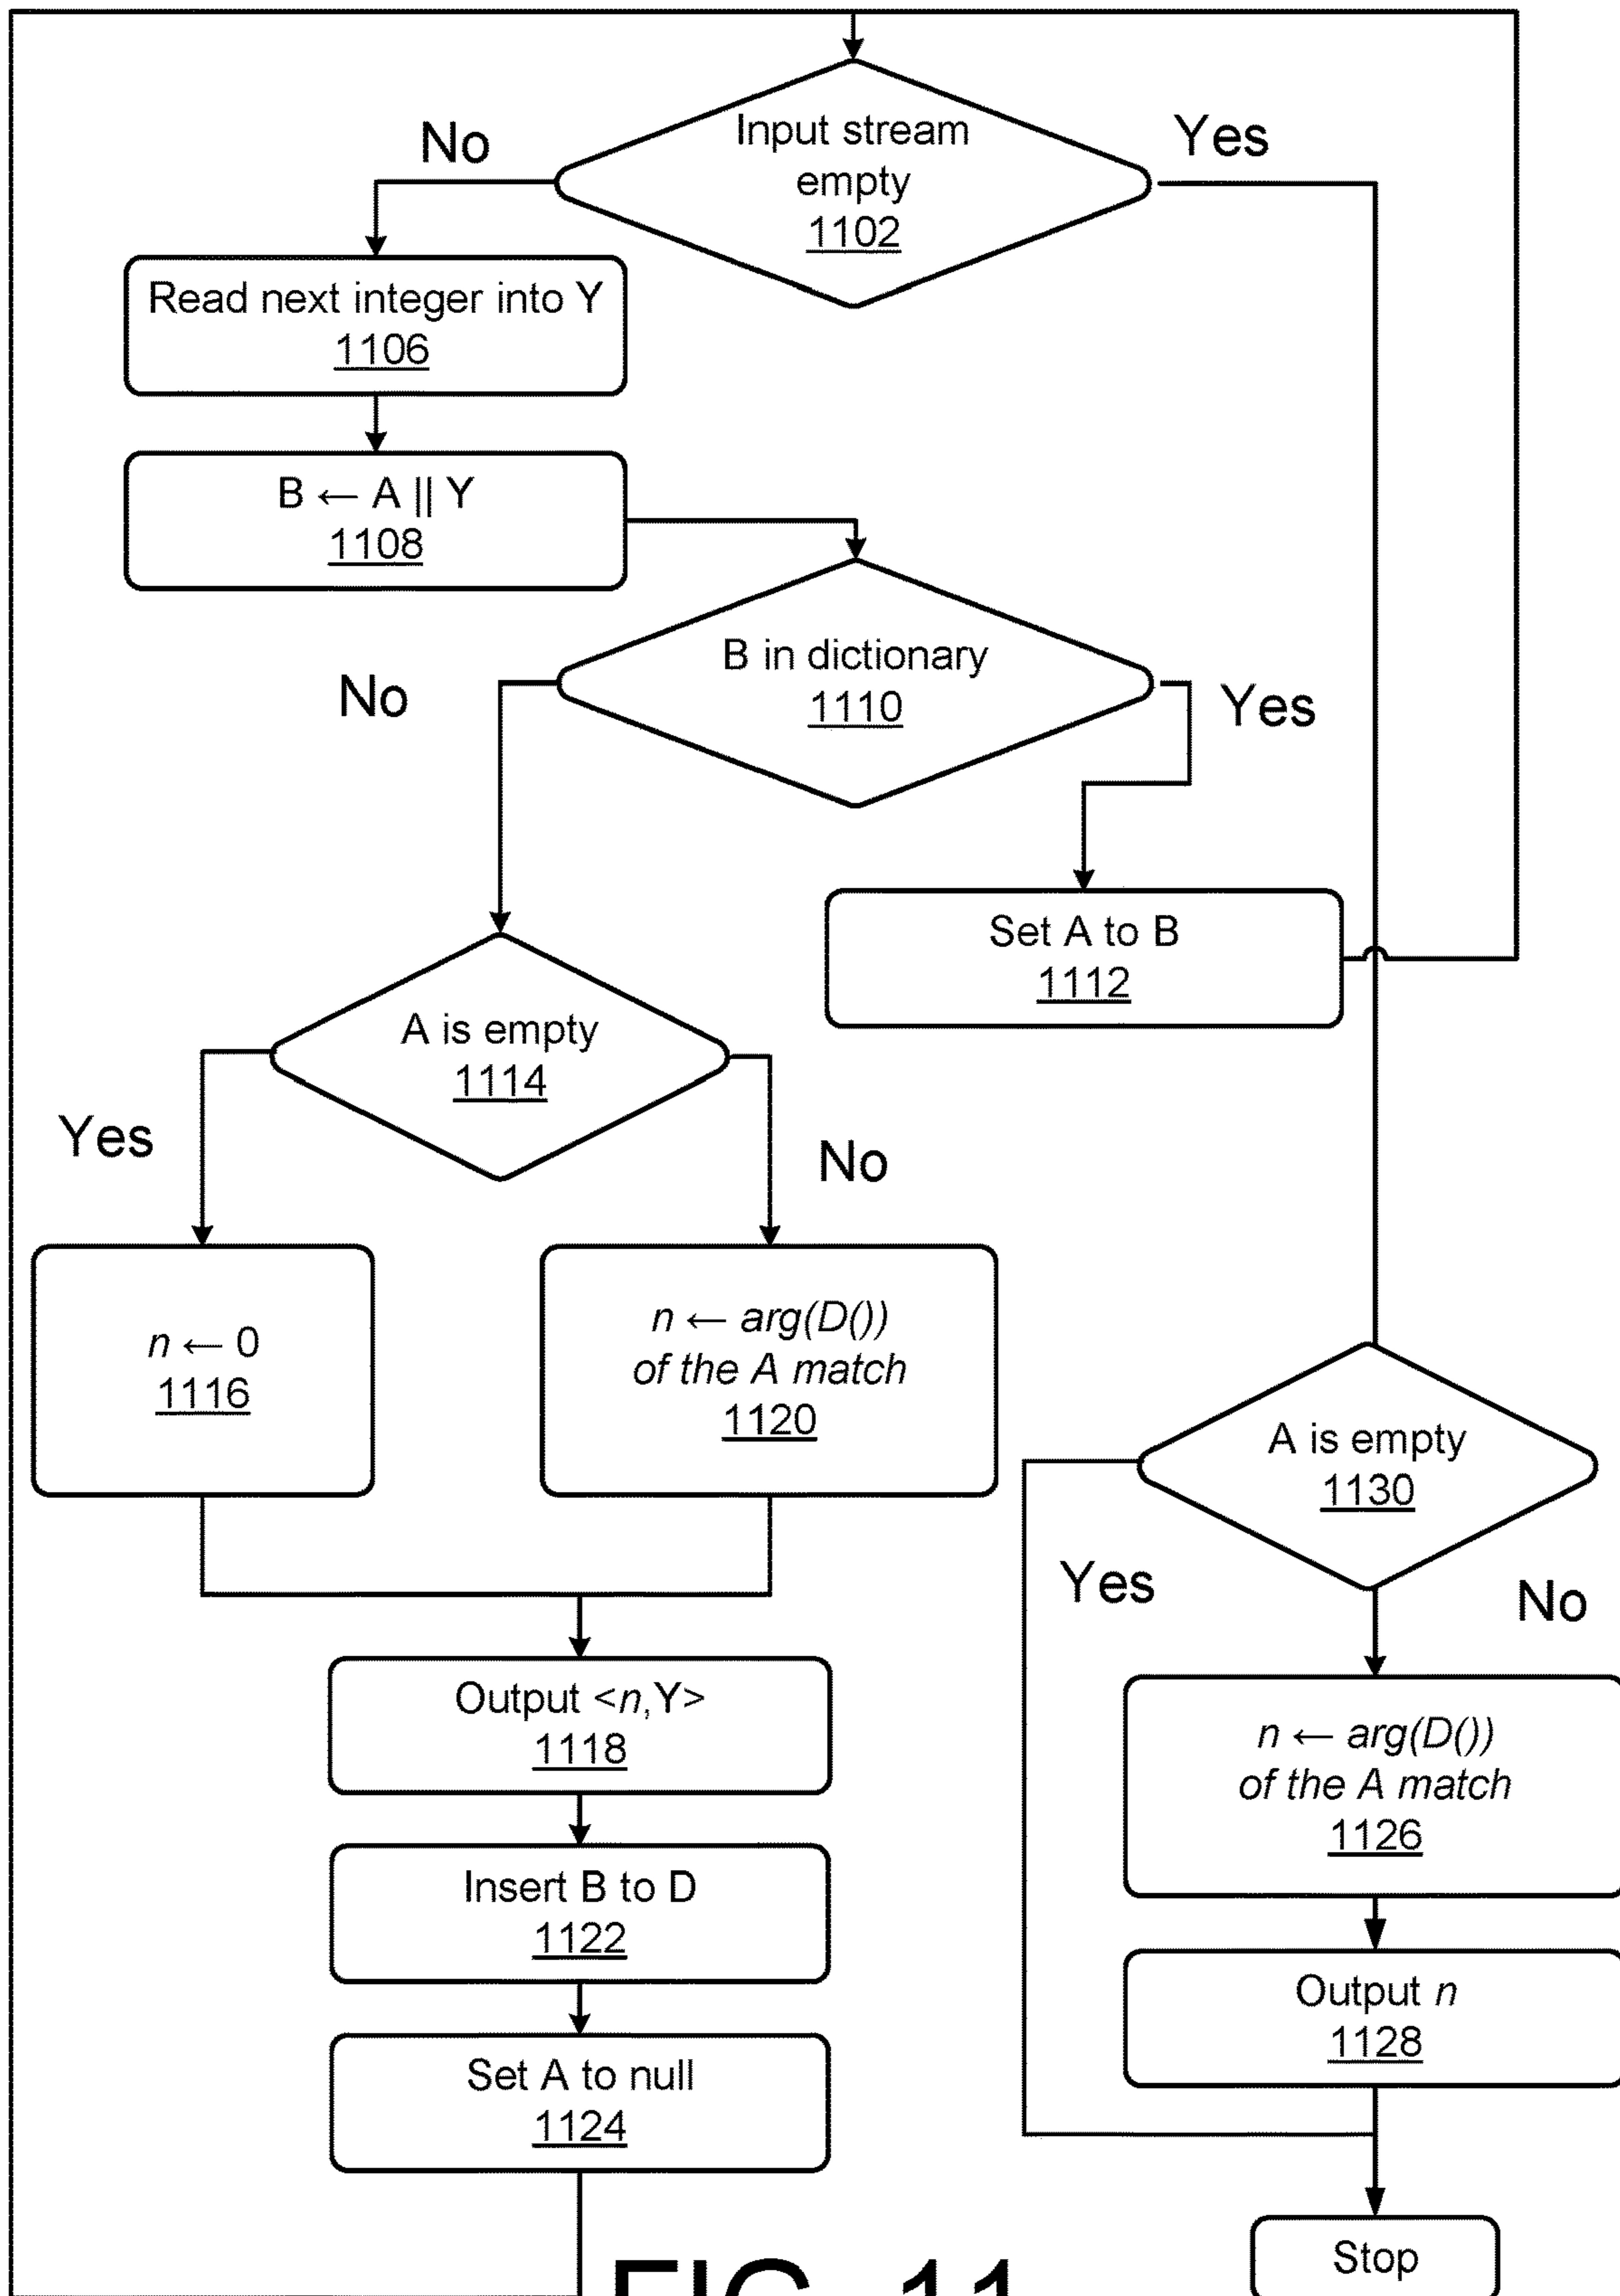 Input stream
empty
1102
No
Yes
Read next integer into Y
1106
B ← A || Y
1108
B in dictionary
1110
No
Yes
Set A to B
1112
A is empty
1114
Yes
No
n ← 0
1116
n ← arg(D())
of the A match
1120
A is empty
1130
Yes
No
Output <n,Y>
1118
n ← arg(D())
of the A match
1126
Insert B to D
1122
Output n
1128
Set A to null
1124
Stop
FIG. 11